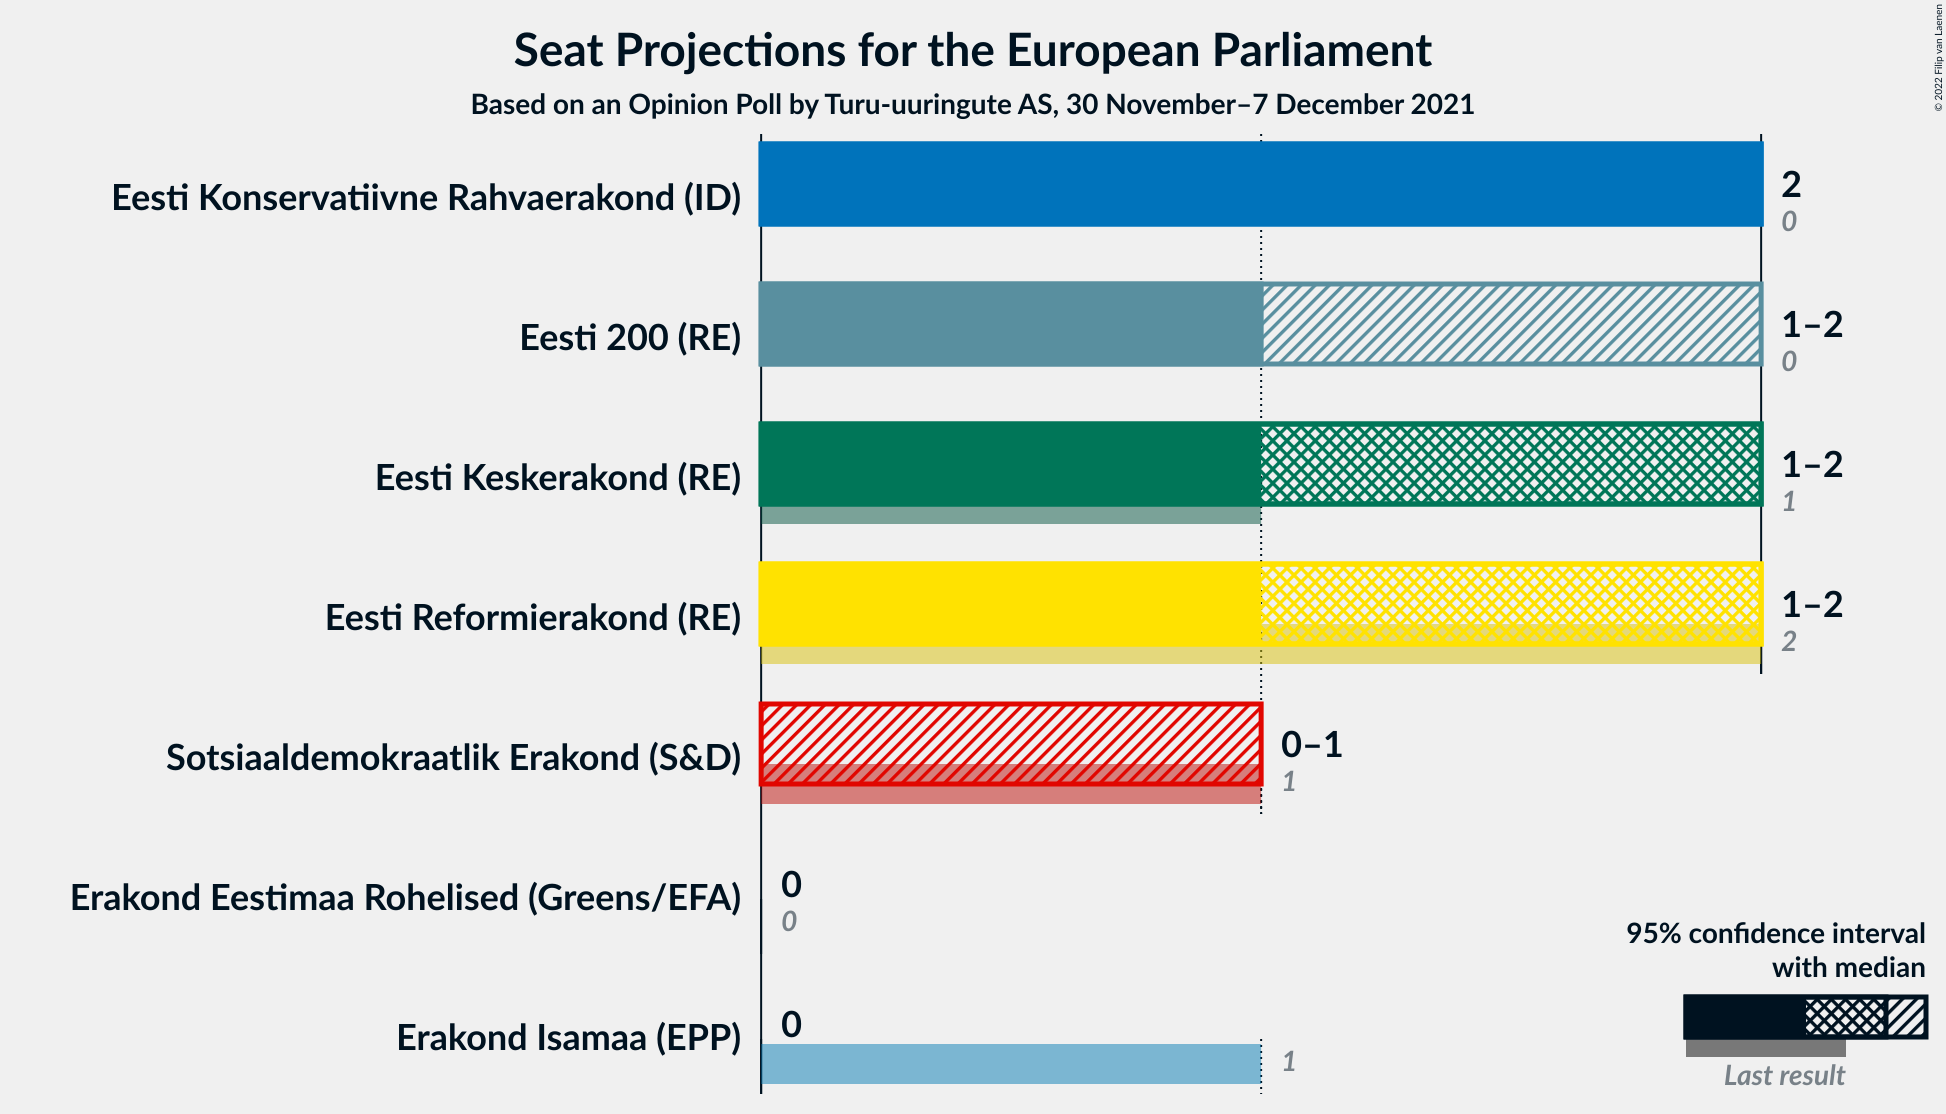 Seat Projections for the European Parliament
Based on an Opinion Poll by Turu-uuringute AS, 30 November–7 December 2021
© 2022 Filip van Laenen
Eesti Konservatiivne Rahvaerakond (ID)
2
0
Eesti 200 (RE)
1–2
0
Eesti Keskerakond (RE)
1–2
1
Eesti Reformierakond (RE)
1–2
2
Sotsiaaldemokraatlik Erakond (S&D)
0–1
1
Erakond Eestimaa Rohelised (Greens/EFA)
0
0
Erakond Isamaa (EPP)
0
1
95% confidence interval
with median
Last result